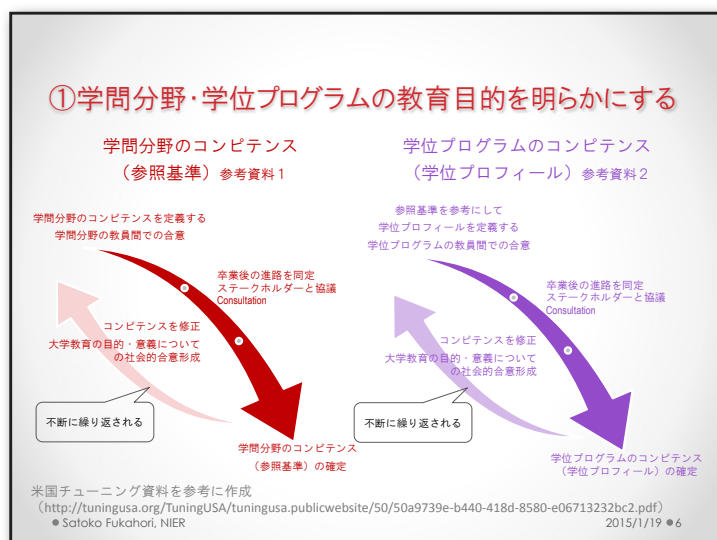 ①学問分野・学位プログラムの教育目的を明らかにする
学問分野のコンピテンス
（参照基準）参考資料１
学問分野のコンピテンスを定義する
学問分野の教員間での合意
卒業後の進路を同定
ステークホルダーと協議
Consultation
コンピテンスを修正
大学教育の目的・意義について
の社会的合意形成
不断に繰り返される
学問分野のコンピテンス
（参照基準）の確定
学位プログラムのコンピテンス
（学位プロフィール）参考資料２
参照基準を参考にして
学位プロフィールを定義する
学位プログラムの教員間での合意
卒業後の進路を同定
ステークホルダーと協議
Consultation
コンピテンスを修正
大学教育の目的・意義について
の社会的合意形成
不断に繰り返される
学位プログラムのコンピテンス
（学位プロフィール）の確定
米国チューニング資料を参考に作成
（http://tuningusa.org/TuningUSA/tuningusa.publicwebsite/50/50a9739e-b440-418d-8580-e06713232bc2.pdf）
● Satoko Fukahori, NIER
2015/1/19 ●6